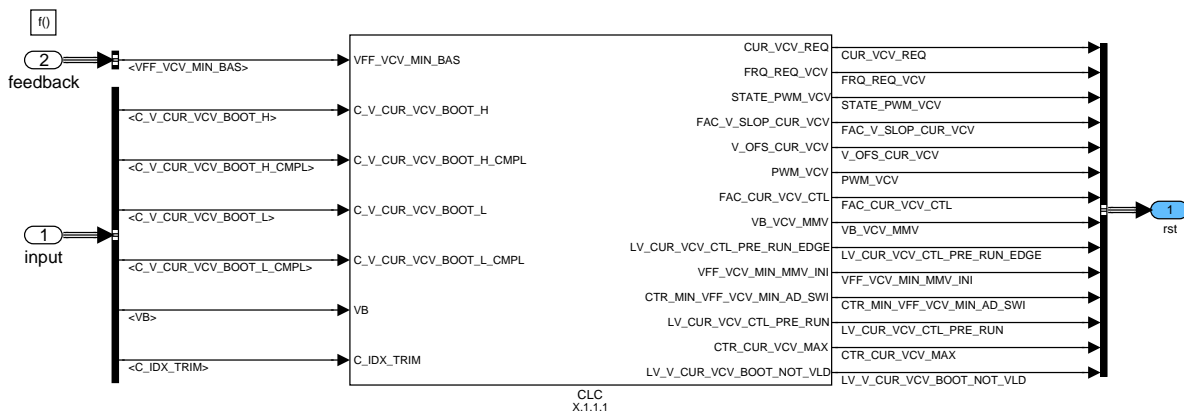 f()
2
feedback
<VFF_VCV_MIN_BAS>
1
input
<C_V_CUR_VCV_BOOT_H>
<C_V_CUR_VCV_BOOT_H_CMPL>
<C_V_CUR_VCV_BOOT_L>
<C_V_CUR_VCV_BOOT_L_CMPL>
<VB>
<C_IDX_TRIM>
VFF_VCV_MIN_BAS
C_V_CUR_VCV_BOOT_H
C_V_CUR_VCV_BOOT_H_CMPL
C_V_CUR_VCV_BOOT_L
C_V_CUR_VCV_BOOT_L_CMPL
VB
C_IDX_TRIM
CUR_VCV_REQ
FRQ_REQ_VCV
STATE_PWM_VCV
FAC_V_SLOP_CUR_VCV
V_OFS_CUR_VCV
PWM_VCV
FAC_CUR_VCV_CTL
VB_VCV_MMV
LV_CUR_VCV_CTL_PRE_RUN_EDGE
VFF_VCV_MIN_MMV_INI
CTR_MIN_VFF_VCV_MIN_AD_SWI
LV_CUR_VCV_CTL_PRE_RUN
CTR_CUR_VCV_MAX
LV_V_CUR_VCV_BOOT_NOT_VLD
CLC
X.1.1.1
CUR_VCV_REQ
FRQ_REQ_VCV
STATE_PWM_VCV
FAC_V_SLOP_CUR_VCV
V_OFS_CUR_VCV
PWM_VCV
FAC_CUR_VCV_CTL
VB_VCV_MMV
LV_CUR_VCV_CTL_PRE_RUN_EDGE
VFF_VCV_MIN_MMV_INI
CTR_MIN_VFF_VCV_MIN_AD_SWI
LV_CUR_VCV_CTL_PRE_RUN
CTR_CUR_VCV_MAX
LV_V_CUR_VCV_BOOT_NOT_VLD
1
rst